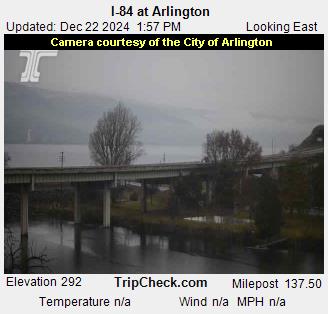 I-84 at Arlington
Updated: Dec 22 2024 1:57 PM Looking East
Camera courtesy of the City of Arlington
Elevation 292 TripCheck.com Milepost 137.50
Temperature n/a Wind n/a MPH n/a